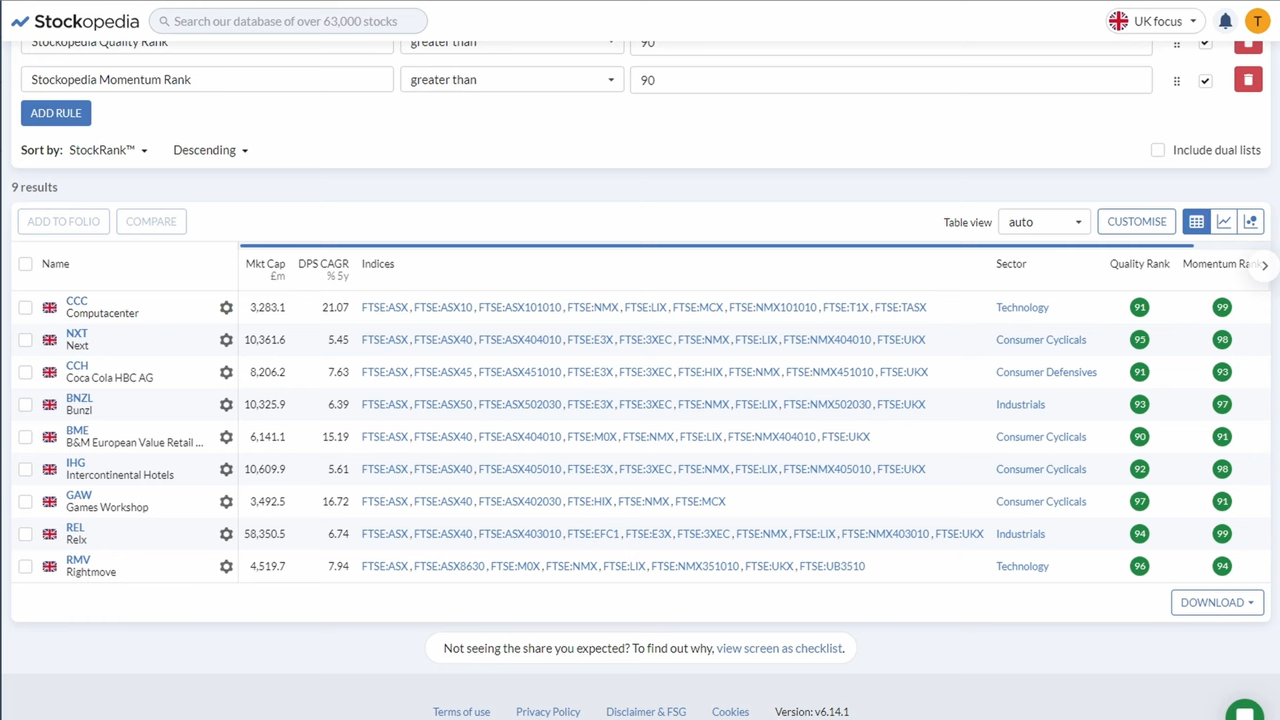 Stockopedia
Search our database of over 63,000 stocks
UK focus
T
Stockopedia Quality Rank greater than 90
Stockopedia Momentum Rank greater than 90
ADD RULE
Sort by: StockRank™ Descending Include dual lists
9 results
ADD TO FOLIO COMPARE Table view auto CUSTOMISE
Name Mkt Cap £m DPS CAGR % 5y Indices Sector Quality Rank Momentum Rank
CCC Computacenter 3,283.1 21.07 FTSE:ASX, FTSE:ASX10, FTSE:ASX101010, FTSE:NMX, FTSE:LIX, FTSE:MCX, FTSE:NMX101010, FTSE:T1X, FTSE:TASX Technology 91 99
NXT Next 10,361.6 5.45 FTSE:ASX, FTSE:ASX40, FTSE:ASX404010, FTSE:E3X, FTSE:3XEC, FTSE:NMX, FTSE:LIX, FTSE:NMX404010, FTSE:UKX Consumer Cyclicals 95 98
CCH Coca Cola HBC AG 8,206.2 7.63 FTSE:ASX, FTSE:ASX45, FTSE:ASX451010, FTSE:E3X, FTSE:3XEC, FTSE:HIX, FTSE:NMX, FTSE:NMX451010, FTSE:UKX Consumer Defensives 91 93
BNZL Bunzl 10,325.9 6.39 FTSE:ASX, FTSE:ASX50, FTSE:ASX502030, FTSE:E3X, FTSE:3XEC, FTSE:NMX, FTSE:LIX, FTSE:NMX502030, FTSE:UKX Industrials 93 97
BME B&M European Value Retail ... 6,141.1 15.19 FTSE:ASX, FTSE:ASX40, FTSE:ASX404010, FTSE:M0X, FTSE:NMX, FTSE:LIX, FTSE:NMX404010, FTSE:UKX Consumer Cyclicals 90 91
IHG Intercontinental Hotels 10,609.9 5.61 FTSE:ASX, FTSE:ASX40, FTSE:ASX405010, FTSE:E3X, FTSE:3XEC, FTSE:NMX, FTSE:LIX, FTSE:NMX405010, FTSE:UKX Consumer Cyclicals 92 98
GAW Games Workshop 3,492.5 16.72 FTSE:ASX, FTSE:ASX40, FTSE:ASX402030, FTSE:HIX, FTSE:NMX, FTSE:MCX Consumer Cyclicals 97 91
REL Relx 58,350.5 6.74 FTSE:ASX, FTSE:ASX40, FTSE:ASX403010, FTSE:EFC1, FTSE:E3X, FTSE:3XEC, FTSE:NMX, FTSE:LIX, FTSE:NMX403010, FTSE:UKX Industrials 94 99
RMV Rightmove 4,519.7 7.94 FTSE:ASX, FTSE:ASX8630, FTSE:M0X, FTSE:NMX, FTSE:LIX, FTSE:NMX351010, FTSE:UKX, FTSE:UB3510 Technology 96 94
DOWNLOAD
Not seeing the share you expected? To find out why, view screen as checklist.
Terms of use Privacy Policy Disclaimer & FSG Cookies Version: v6.14.1